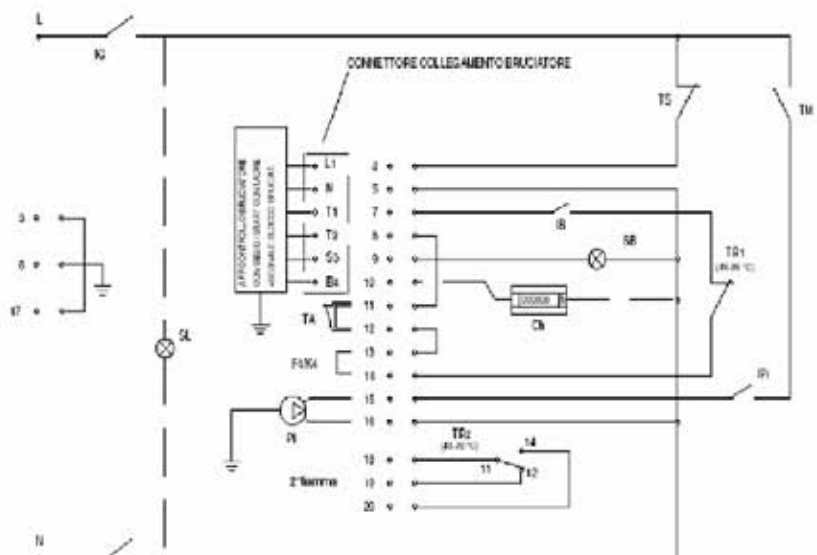 L
IG
CONNETTORE COLLEGAMENTO BRUCIATORE
TS
TM
L1
N
T1
T2
S3
B4
4
5
7
8
9
10
11
12
13
14
15
16
18
19
20
3
6
17
IB
SB
TR1
Ch
TA
SL
IPI
PI
TR2
14
11
12
2°fiamma
N